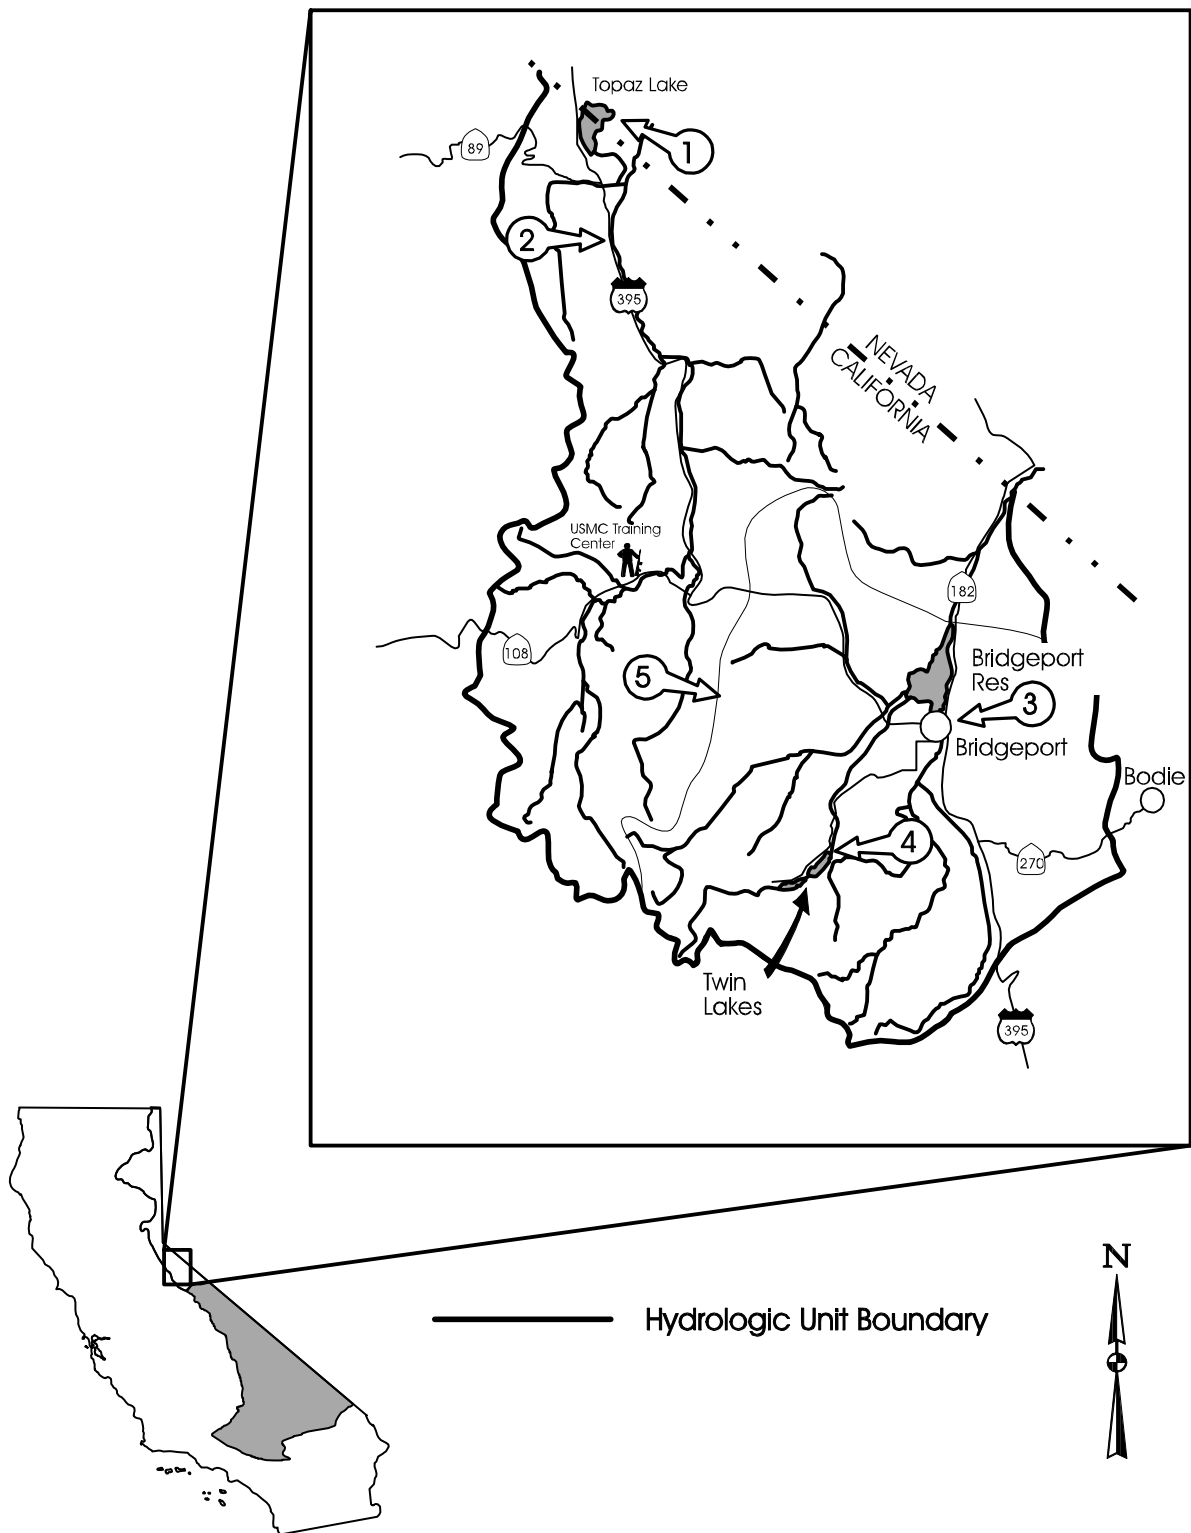 Topaz Lake
89
1
2
395
NEVADA
CALIFORNIA
USMC Training
Center
182
108
Bridgeport
Res
5
3
Bridgeport
Bodie
4
270
Twin
Lakes
395
N
Hydrologic Unit Boundary